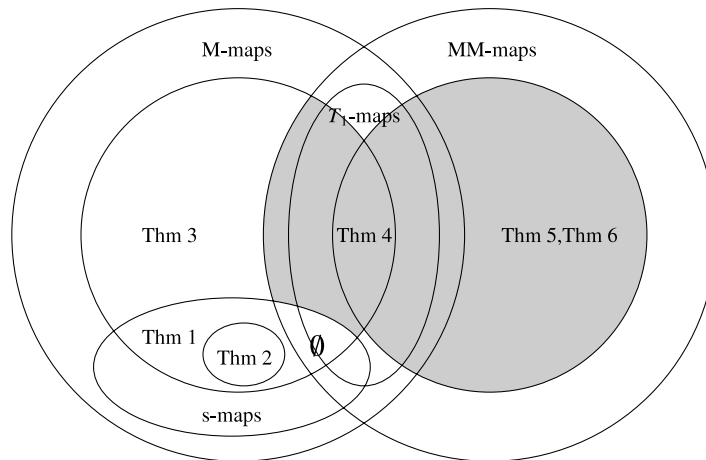 M-maps
MM-maps
T₁-maps
Thm 3
Thm 4
Thm 5,Thm 6
Thm 1
Thm 2
∅
s-maps